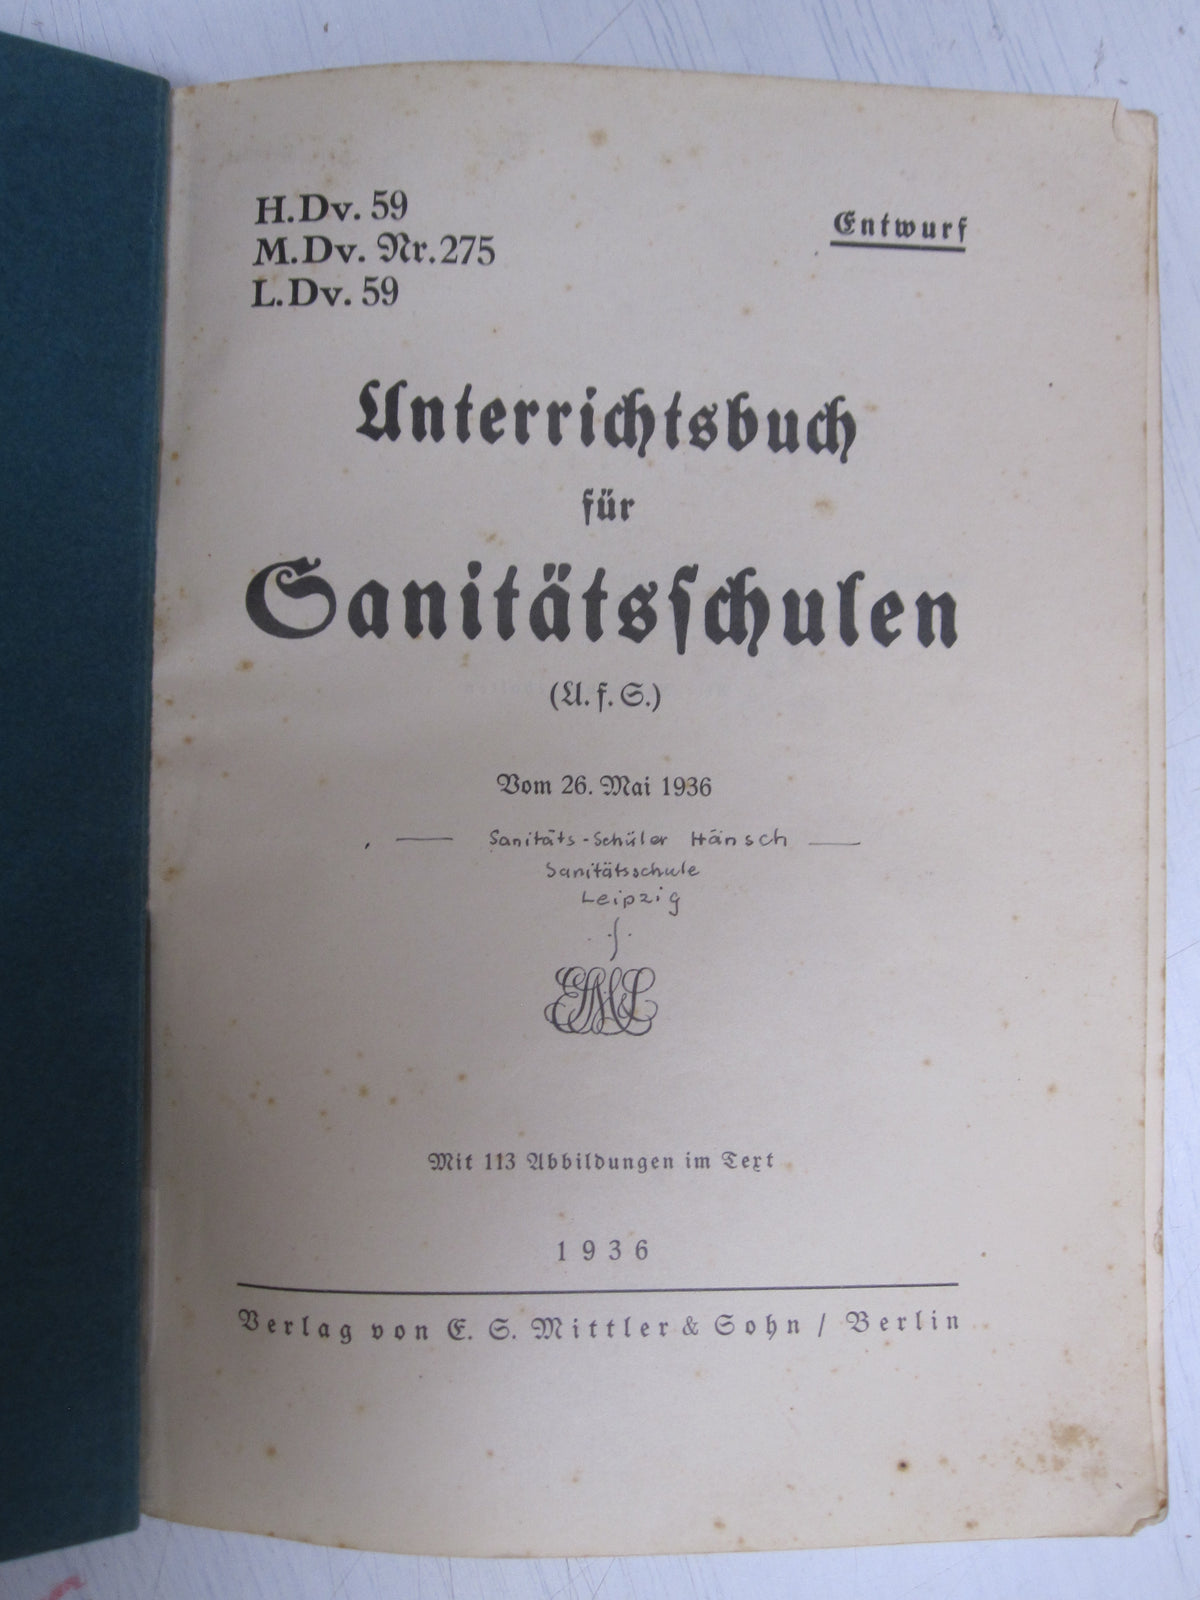 H.Dv. 59
M.Dv. Nr. 275
L.Dv. 59
Entwurf
Unterrichtsbuch
für
Sanitätsschulen
(U. f. S.)
Vom 26. Mai 1936
Sanitäts-Schüler Hänsch
Sanitätsschule
Leipzig
Mit 113 Abbildungen im Text
1936
Verlag von E. S. Mittler & Sohn / Berlin